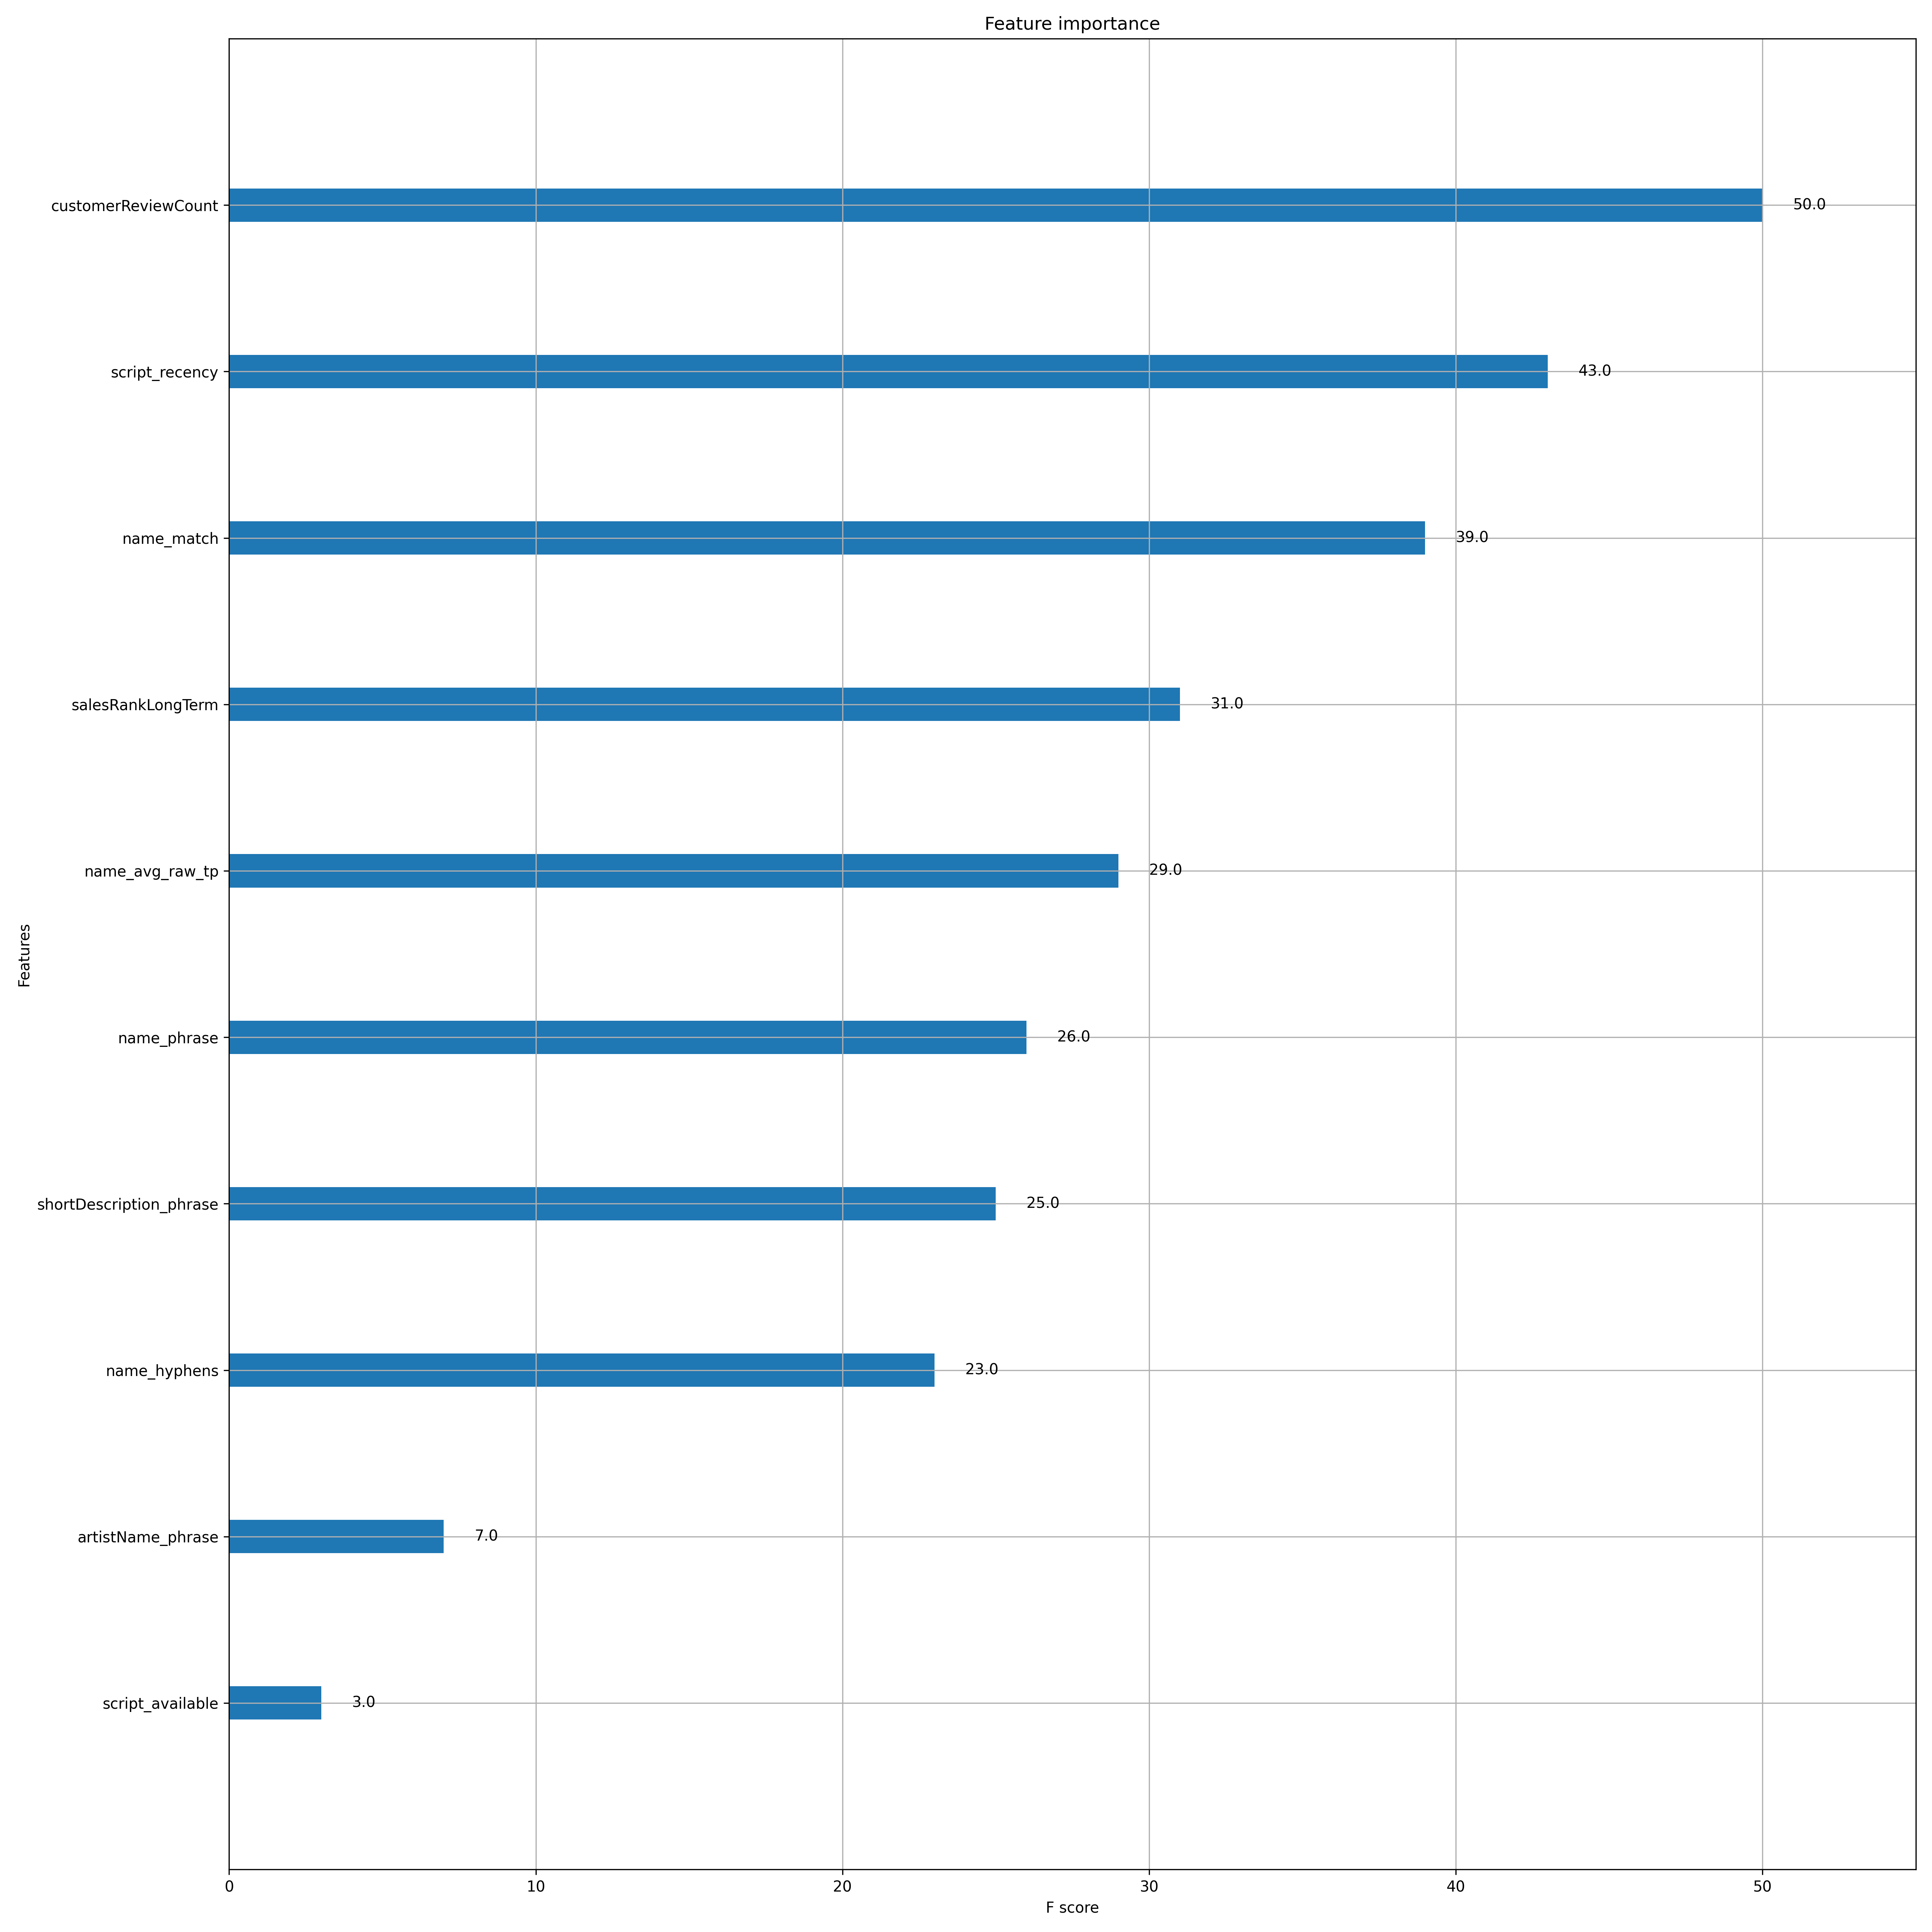 Feature importance
customerReviewCount 50.0
script_recency 43.0
name_match 39.0
salesRankLongTerm 31.0
name_avg_raw_tp 29.0
name_phrase 26.0
shortDescription_phrase 25.0
name_hyphens 23.0
artistName_phrase 7.0
script_available 3.0
Features
0 10 20 30 40 50
F score